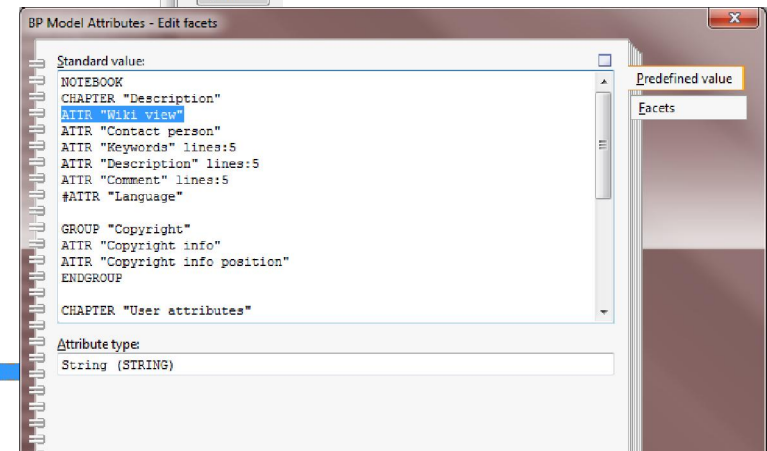 BP Model Attributes - Edit facets
x
Standard value:
NOTEBOOK
CHAPTER "Description"
ATTR "Wiki view"
ATTR "Contact person"
ATTR "Keywords" lines:5
ATTR "Description" lines:5
ATTR "Comment" lines:5
#ATTR "Language"
GROUP "Copyright"
ATTR "Copyright info"
ATTR "Copyright info position"
ENDGROUP
CHAPTER "User attributes"
Predefined value
Facets
Attribute type:
String (STRING)